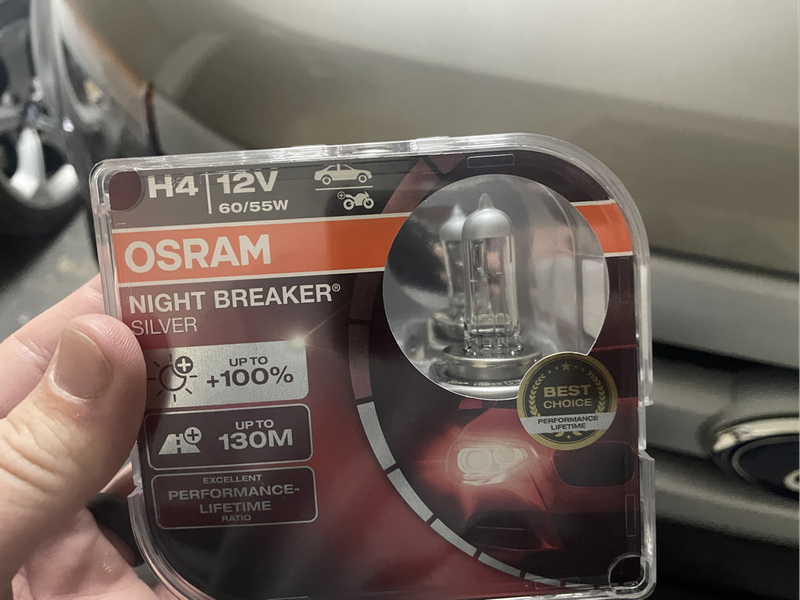 H4 12V
60/55W
OSRAM
NIGHT BREAKER®
SILVER
UP TO
+100%
UP TO
130M
EXCELLENT
PERFORMANCE-
LIFETIME
RATIO
BEST
CHOICE
PERFORMANCE
LIFETIME